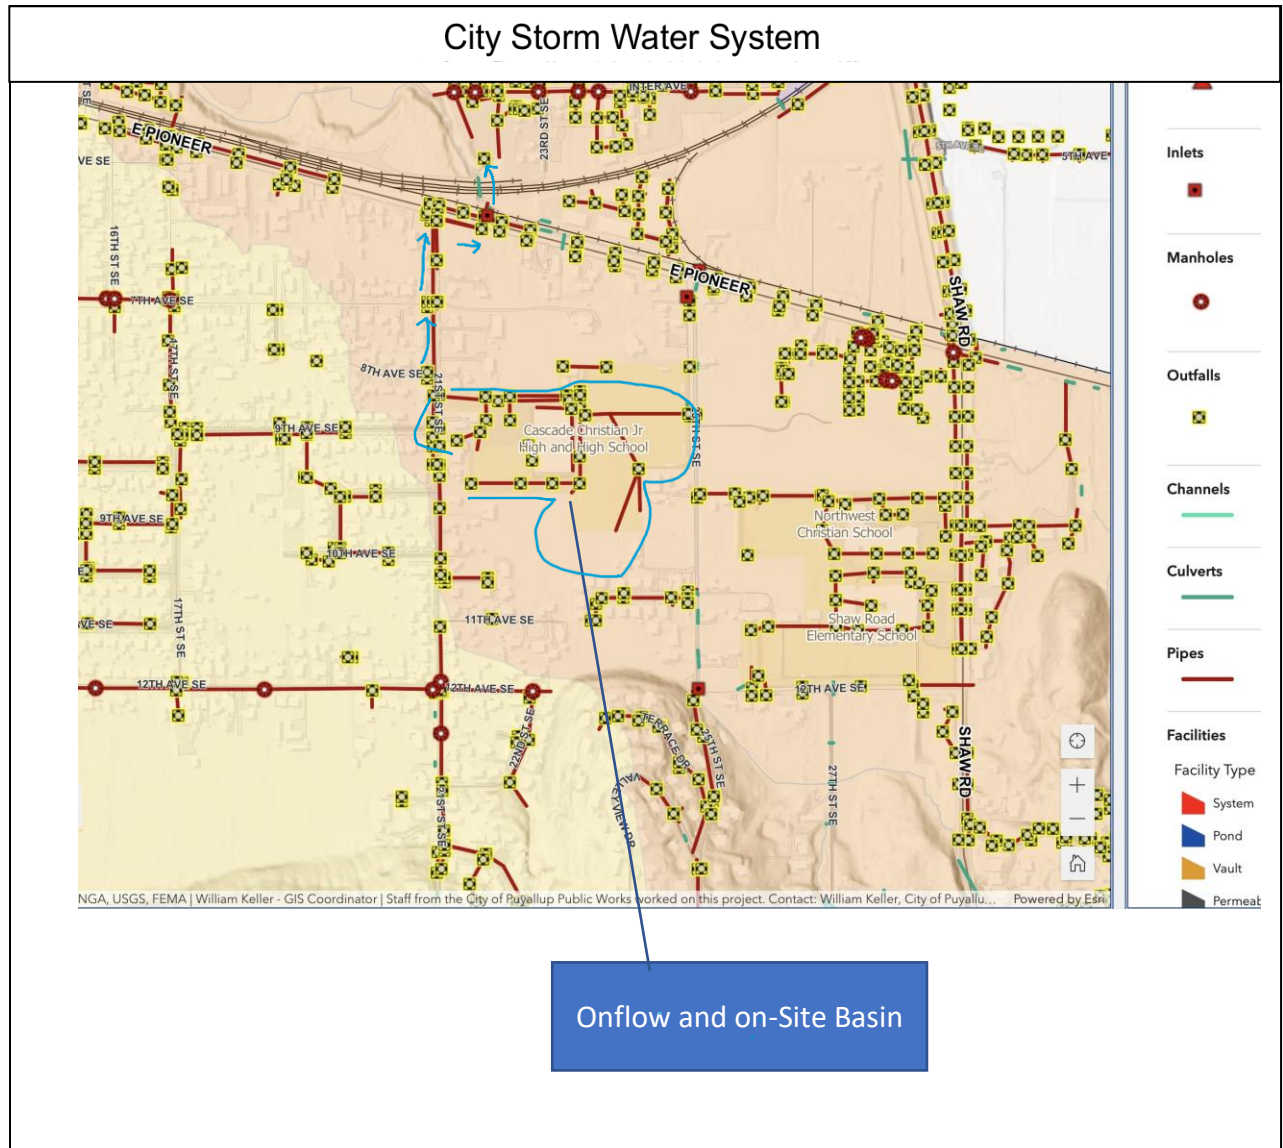 City Storm Water System
INTER AVE
23RD ST SE
E PIONEER
VE SE
5TH AVE SE
5TH AVE
16TH ST SE
7TH AVE SE
E PIONEER
SHAW RD
17TH ST SE
8TH AVE SE
21ST ST SE
25TH ST SE
Cascade Christian Jr
High and High School
9TH AVE SE
9TH AVE SE
10TH AVE SE
Northwest
Christian School
17TH ST SE
11TH AVE SE
VE SE
Shaw Road
Elementary School
12TH AVE SE
12TH AVE SE
12TH AVE SE
22ND ST SE
TERRACE DR
25TH ST SE
VALLEY VIEW DR
27TH ST SE
SHAW RD
21ST ST SE
NGA, USGS, FEMA | William Keller - GIS Coordinator | Staff from the City of Puyallup Public Works worked on this project. Contact: William Keller, City of Puyallu...
Powered by Esri
Inlets
Manholes
Outfalls
Channels
Culverts
Pipes
Facilities
Facility Type
System
Pond
Vault
Permeab
Onflow and on-Site Basin